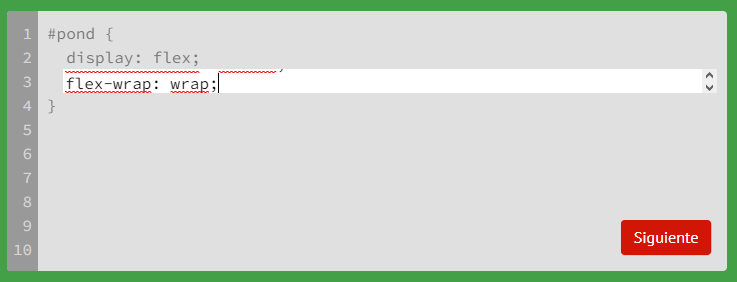 1 #pond {
2 display: flex;
3 flex-wrap: wrap;
4 }
5
6
7
8
9
10
Siguiente